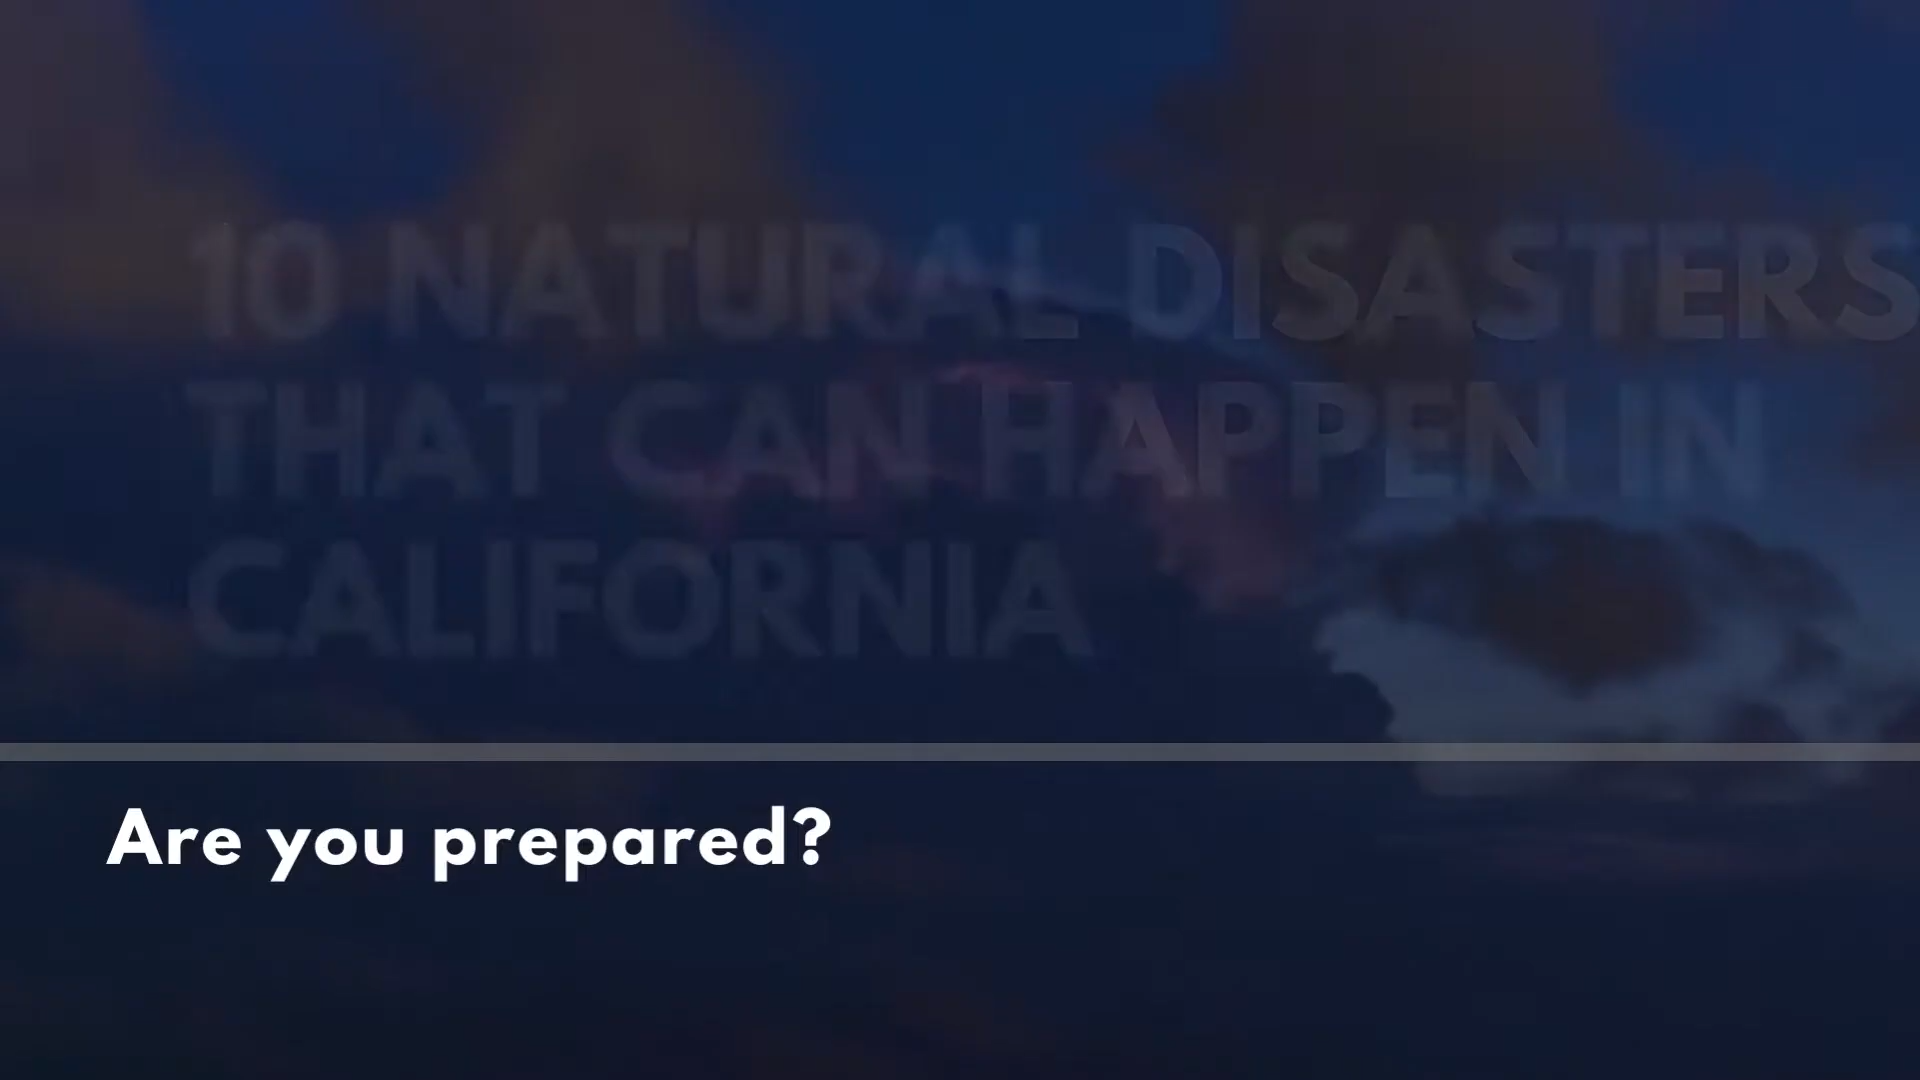 10 NATURAL DISASTERS
THAT CAN HAPPEN IN
CALIFORNIA
Are you prepared?